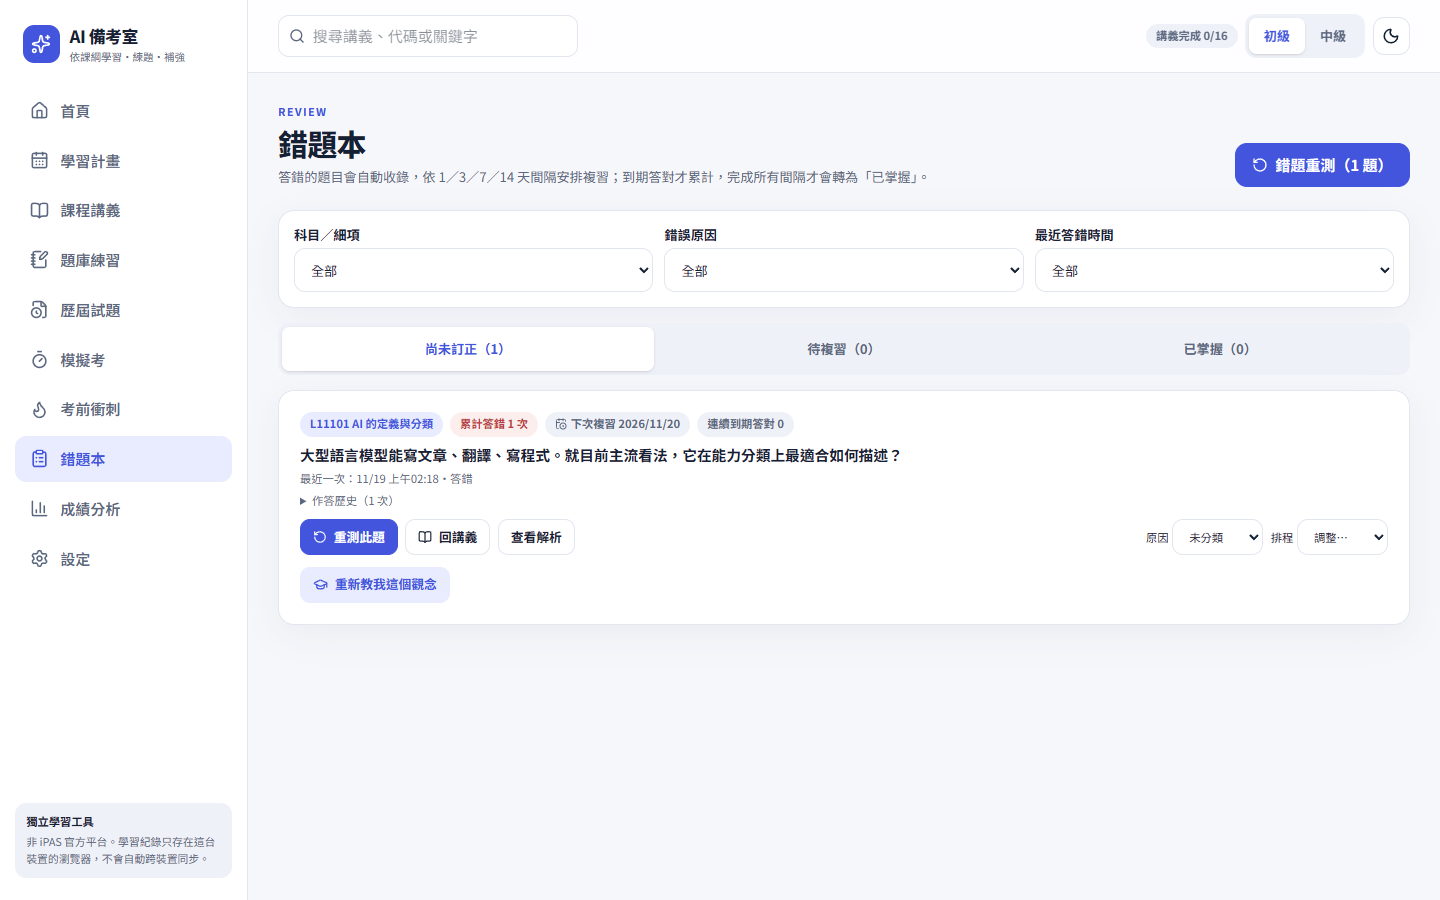 AI 備考室
依課綱學習・練題・補強
首頁
學習計畫
課程講義
題庫練習
歷屆試題
模擬考
考前衝刺
錯題本
成績分析
設定
獨立學習工具
非 iPAS 官方平台。學習紀錄只存在這台
裝置的瀏覽器，不會自動跨裝置同步。
搜尋講義、代碼或關鍵字
講義完成 0/16
初級
中級
REVIEW
錯題本
答錯的題目會自動收錄，依 1／3／7／14 天間隔安排複習；到期答對才累計，完成所有間隔才會轉為「已掌握」。
錯題重測（1 題）
科目／細項
錯誤原因
最近答錯時間
全部
全部
全部
尚未訂正（1）
待複習（0）
已掌握（0）
L11101 AI 的定義與分類
累計答錯 1 次
下次複習 2026/11/20
連續到期答對 0
大型語言模型能寫文章、翻譯、寫程式。就目前主流看法，它在能力分類上最適合如何描述？
最近一次：11/19 上午02:18・答錯
▶ 作答歷史（1 次）
重測此題
回講義
查看解析
原因
未分類
排程
調整⋯
重新教我這個觀念